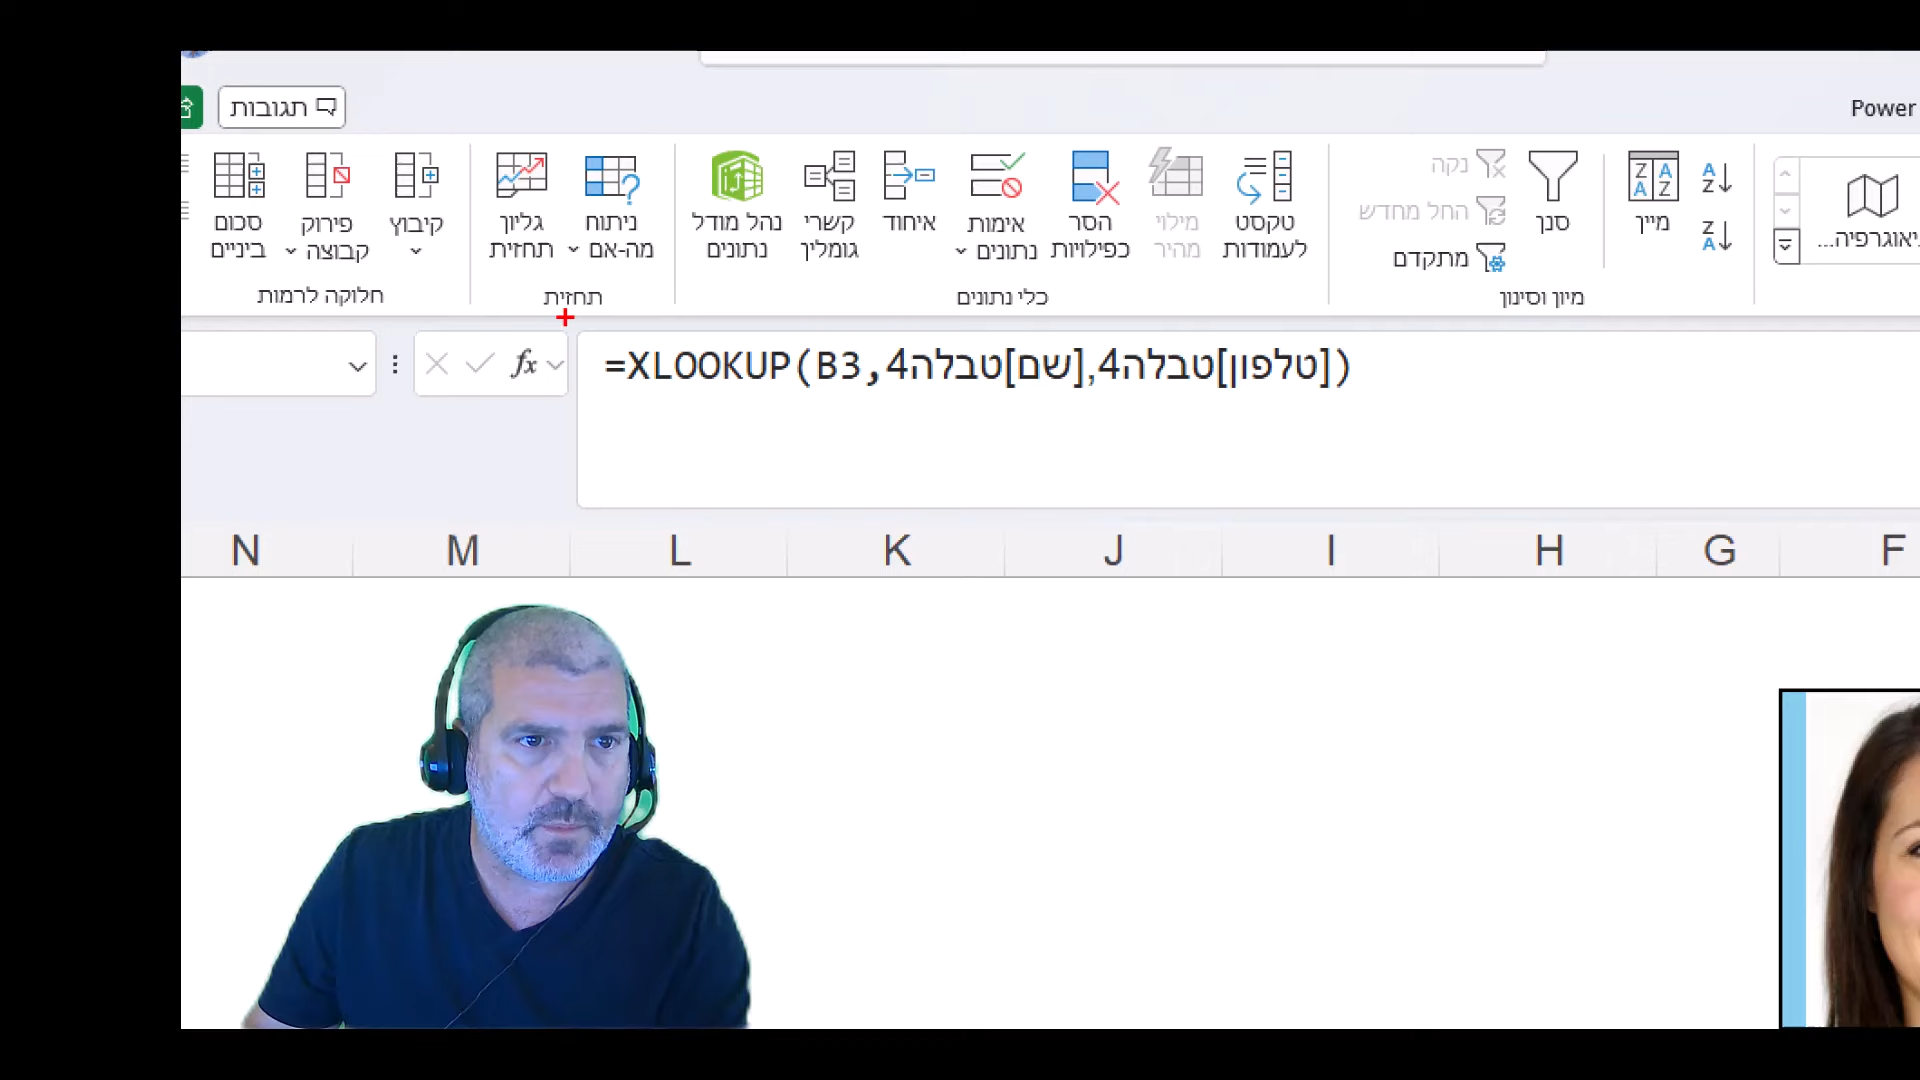 תגובות
Power
יאוגרפיה...
מיין
סנן
נקה
החל מחדש
מתקדם
מיון וסינון
טקסט
לעמודות
מילוי
מהיר
הסר
כפילויות
אימות
נתונים
איחוד
קשרי
גומלין
נהל מודל
נתונים
כלי נתונים
ניתוח
מה-אם
גליון
תחזית
תחזית
קיבוץ
פירוק
קבוצה
סכום
ביניים
חלוקה לרמות
fx
=XLOOKUP(B3,טבלה4[שם],טבלה4[טלפון])
N M L K J I H G F